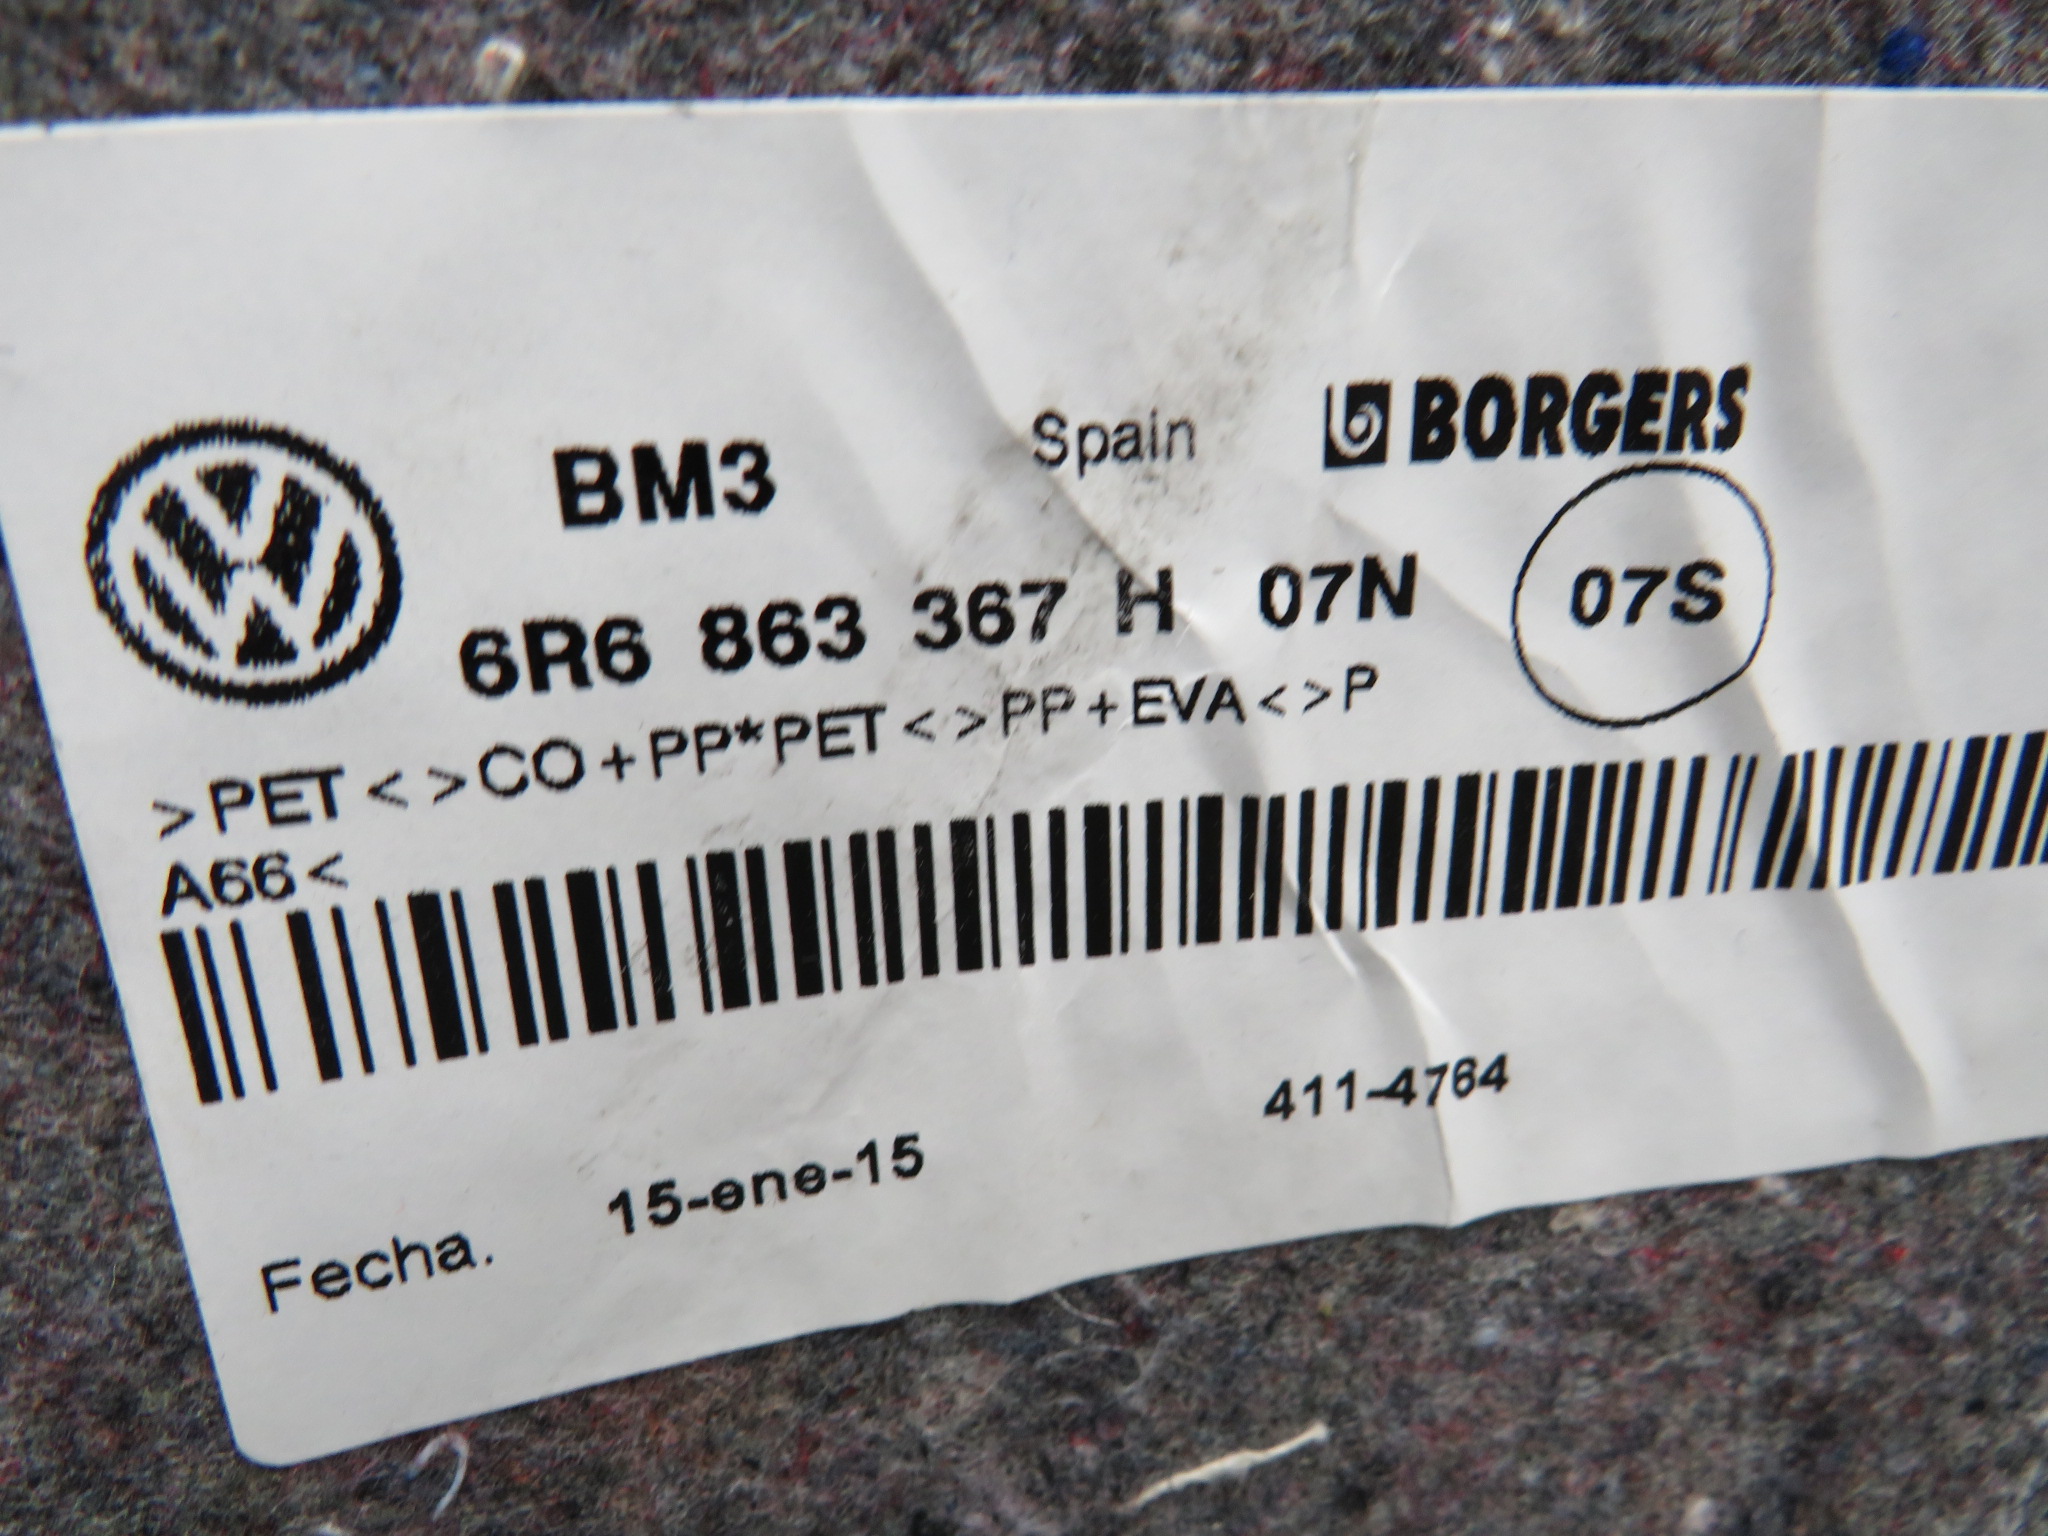 BM3 Spain BORGERS
6R6 863 367 H 07N 07S
>PET<>CO+PP*PET<>PP+EVA<>P
A66<
411-4764
Fecha. 15-ene-15